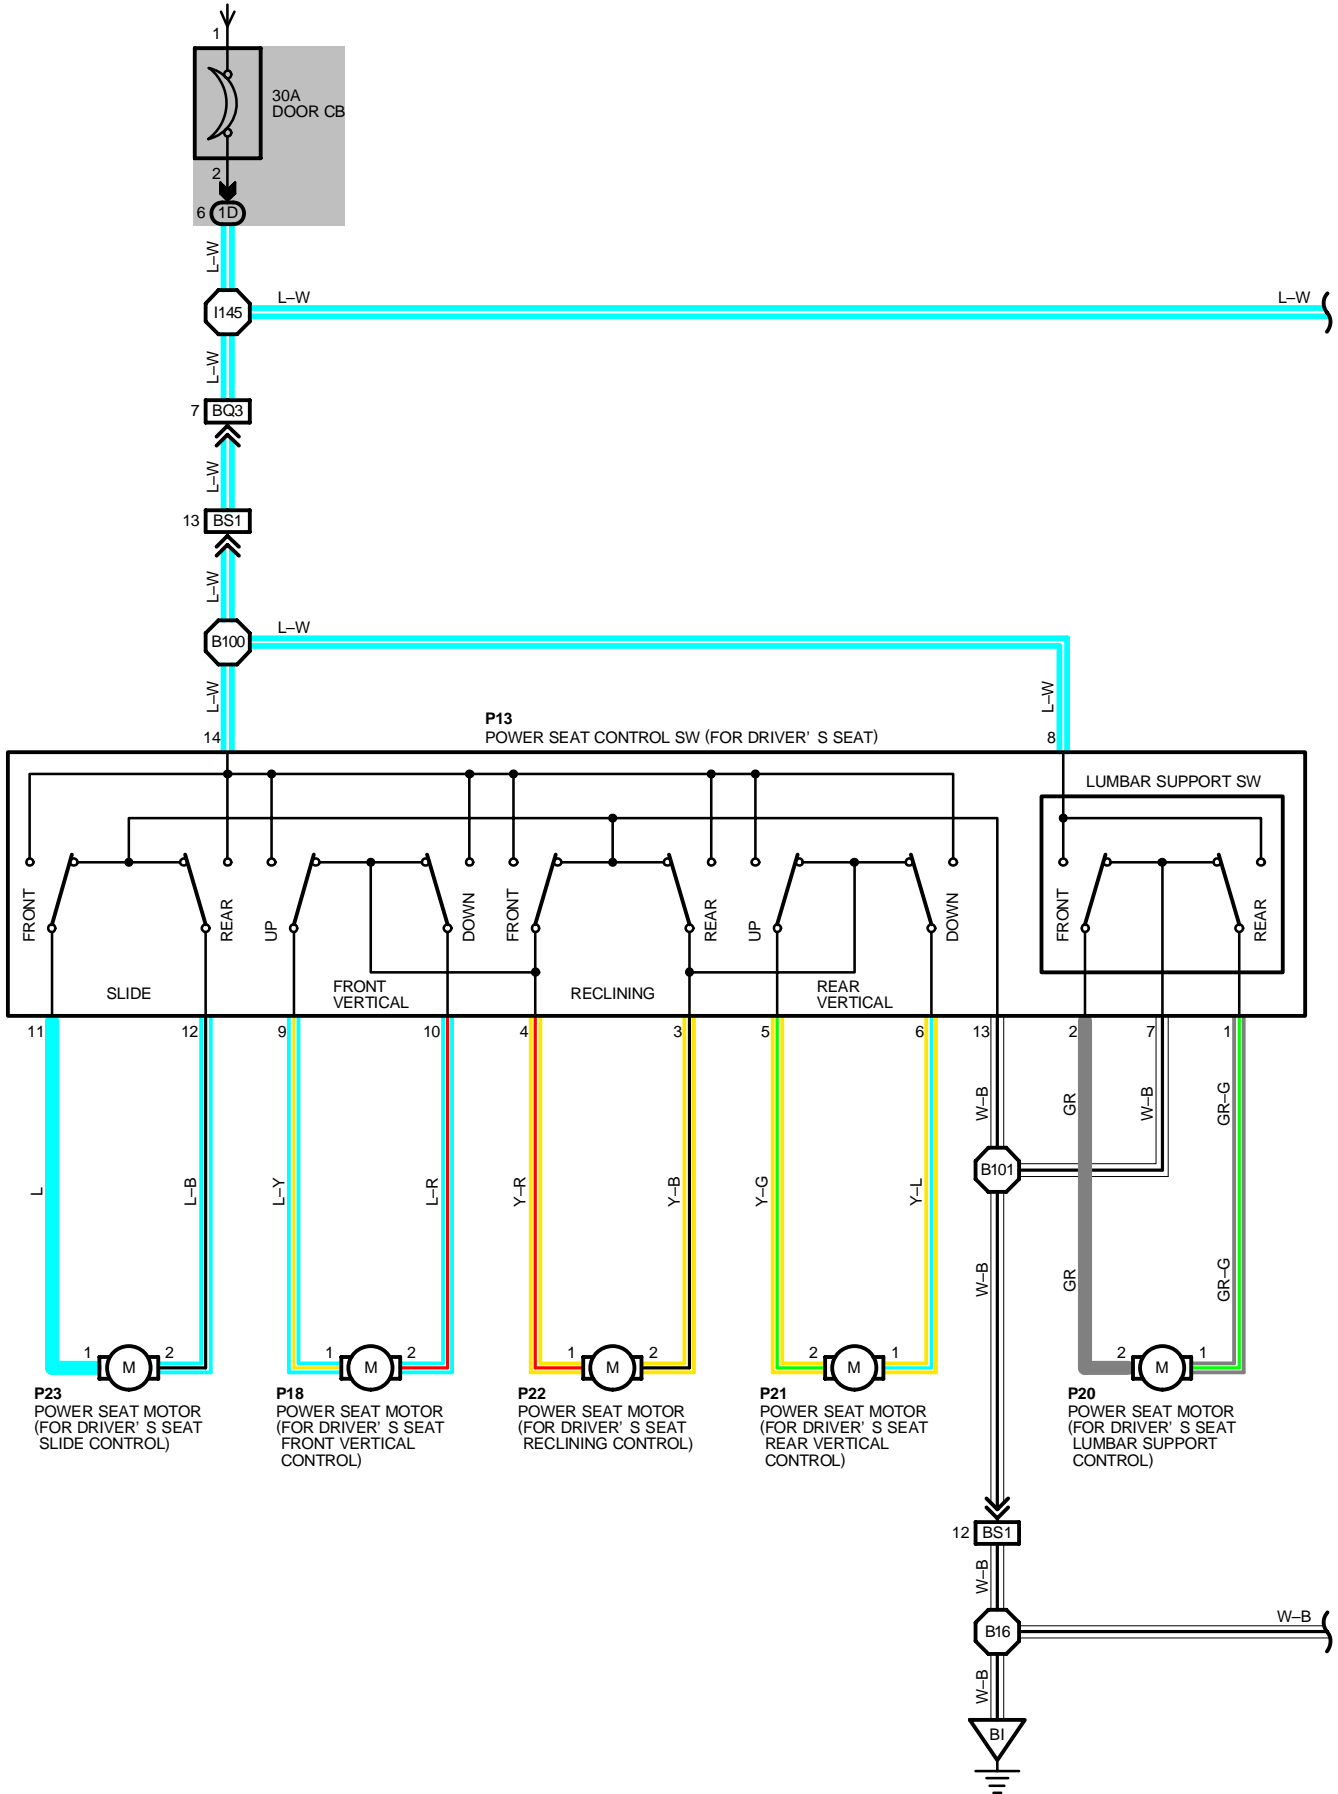 1
30A
DOOR CB
2
6 1D
L–W
I145
L–W
L–W
L–W
7 BQ3
L–W
13 BS1
L–W
B100
L–W
L–W
L–W
14
P13
POWER SEAT CONTROL SW (FOR DRIVER' S SEAT)
8
LUMBAR SUPPORT SW
FRONT
REAR
UP
DOWN
FRONT
REAR
UP
DOWN
FRONT
REAR
SLIDE
FRONT
VERTICAL
RECLINING
REAR
VERTICAL
11 12 9 10 4 3 5 6 13 2 7 1
L
L–B
L–Y
L–R
Y–R
Y–B
Y–G
Y–L
W–B
GR
W–B
GR–G
B101
W–B
GR
GR–G
1 M 2
1 M 2
1 M 2
2 M 1
2 M 1
P23
POWER SEAT MOTOR
(FOR DRIVER' S SEAT
SLIDE CONTROL)
P18
POWER SEAT MOTOR
(FOR DRIVER' S SEAT
FRONT VERTICAL
CONTROL)
P22
POWER SEAT MOTOR
(FOR DRIVER' S SEAT
RECLINING CONTROL)
P21
POWER SEAT MOTOR
(FOR DRIVER' S SEAT
REAR VERTICAL
CONTROL)
P20
POWER SEAT MOTOR
(FOR DRIVER' S SEAT
LUMBAR SUPPORT
CONTROL)
12 BS1
W–B
B16
W–B
W–B
BI